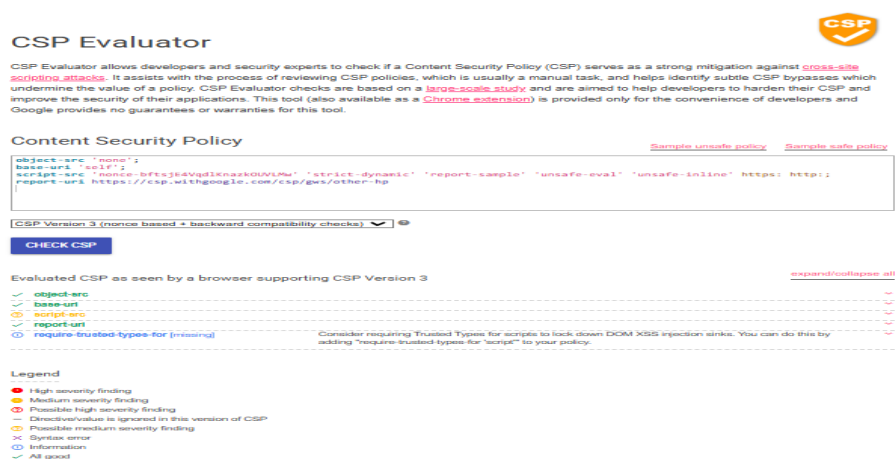 CSP
CSP Evaluator
CSP Evaluator allows developers and security experts to check if a Content Security Policy (CSP) serves as a strong mitigation against cross-site
scripting attacks. It assists with the process of reviewing CSP policies, which is usually a manual task, and helps identify subtle CSP bypasses which
undermine the value of a policy. CSP Evaluator checks are based on a large-scale study and are aimed to help developers to harden their CSP and
improve the security of their applications. This tool (also available as a Chrome extension) is provided only for the convenience of developers and
Google provides no guarantees or warranties for this tool.
Content Security Policy
Sample unsafe policy Sample safe policy
object-src 'none';
base-uri 'self';
script-src 'strict-dynamic' 'report-sample' 'unsafe-eval' 'unsafe-inline' https: http:;
report-uri https://csp.withgoogle.com/csp/gws/other-hp
CSP Version 3 (nonce based + backward compatibility checks)
CHECK CSP
Evaluated CSP as seen by a browser supporting CSP Version 3
expand/collapse all
object-src
base-uri
script-src
report-uri
require-trusted-types-for [missing] Consider requiring Trusted Types for scripts to lock down DOM XSS injection sinks. You can do this by
adding "require-trusted-types-for 'script'" to your policy.
Legend
High severity finding
Medium severity finding
Possible high severity finding
Directive/value is ignored in this version of CSP
Possible medium severity finding
Syntax error
Information
All good